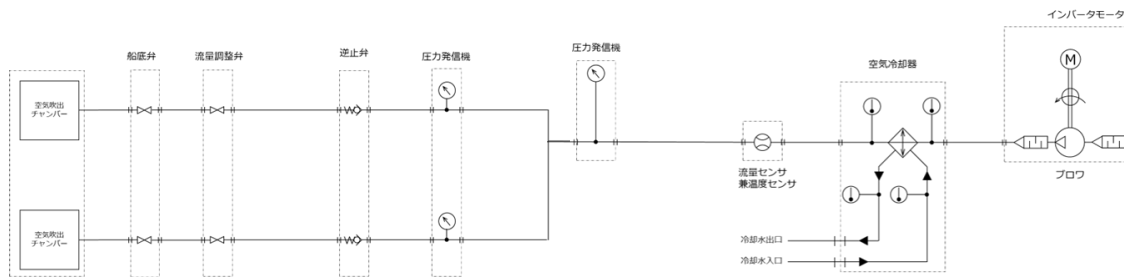 インバータモータ
船底弁
流量調整弁
逆止弁
圧力発信機
圧力発信機
空気冷却器
M
空気吹出
チャンバー
流量センサ
兼温度センサ
ブロワ
空気吹出
チャンバー
冷却水出口
冷却水入口